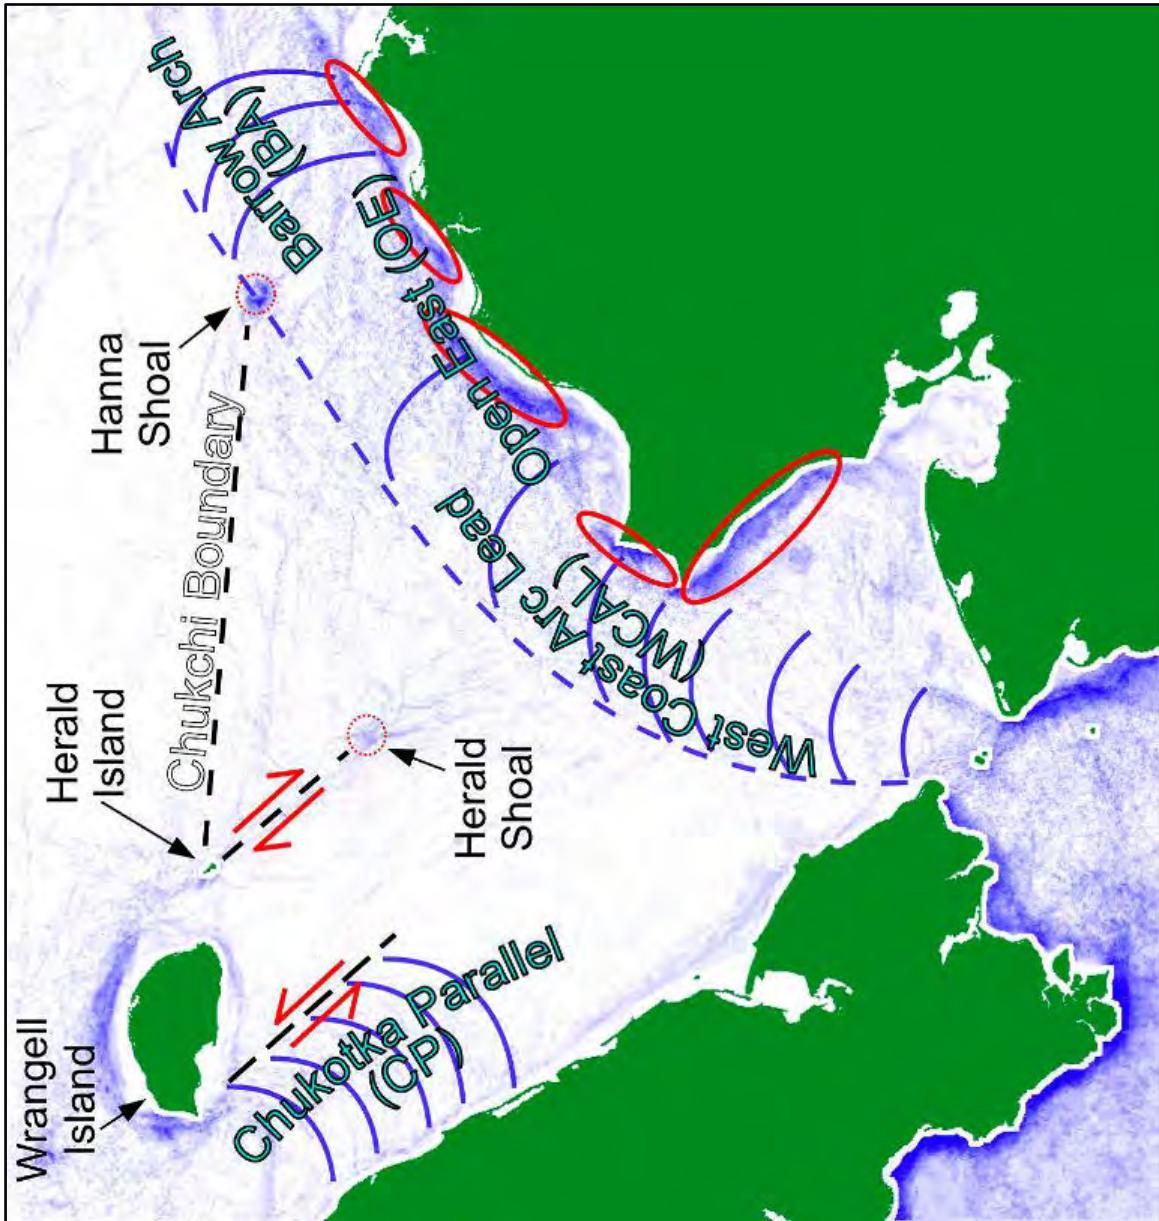 Wrangell
Island
Herald
Island
Hanna
Shoal
Chukchi Boundary
Barrow Arch
(BA)
Herald
Shoal
Open East (OE)
West Coast Arc Lead
(WCAL)
Chukotka Parallel
(CP)